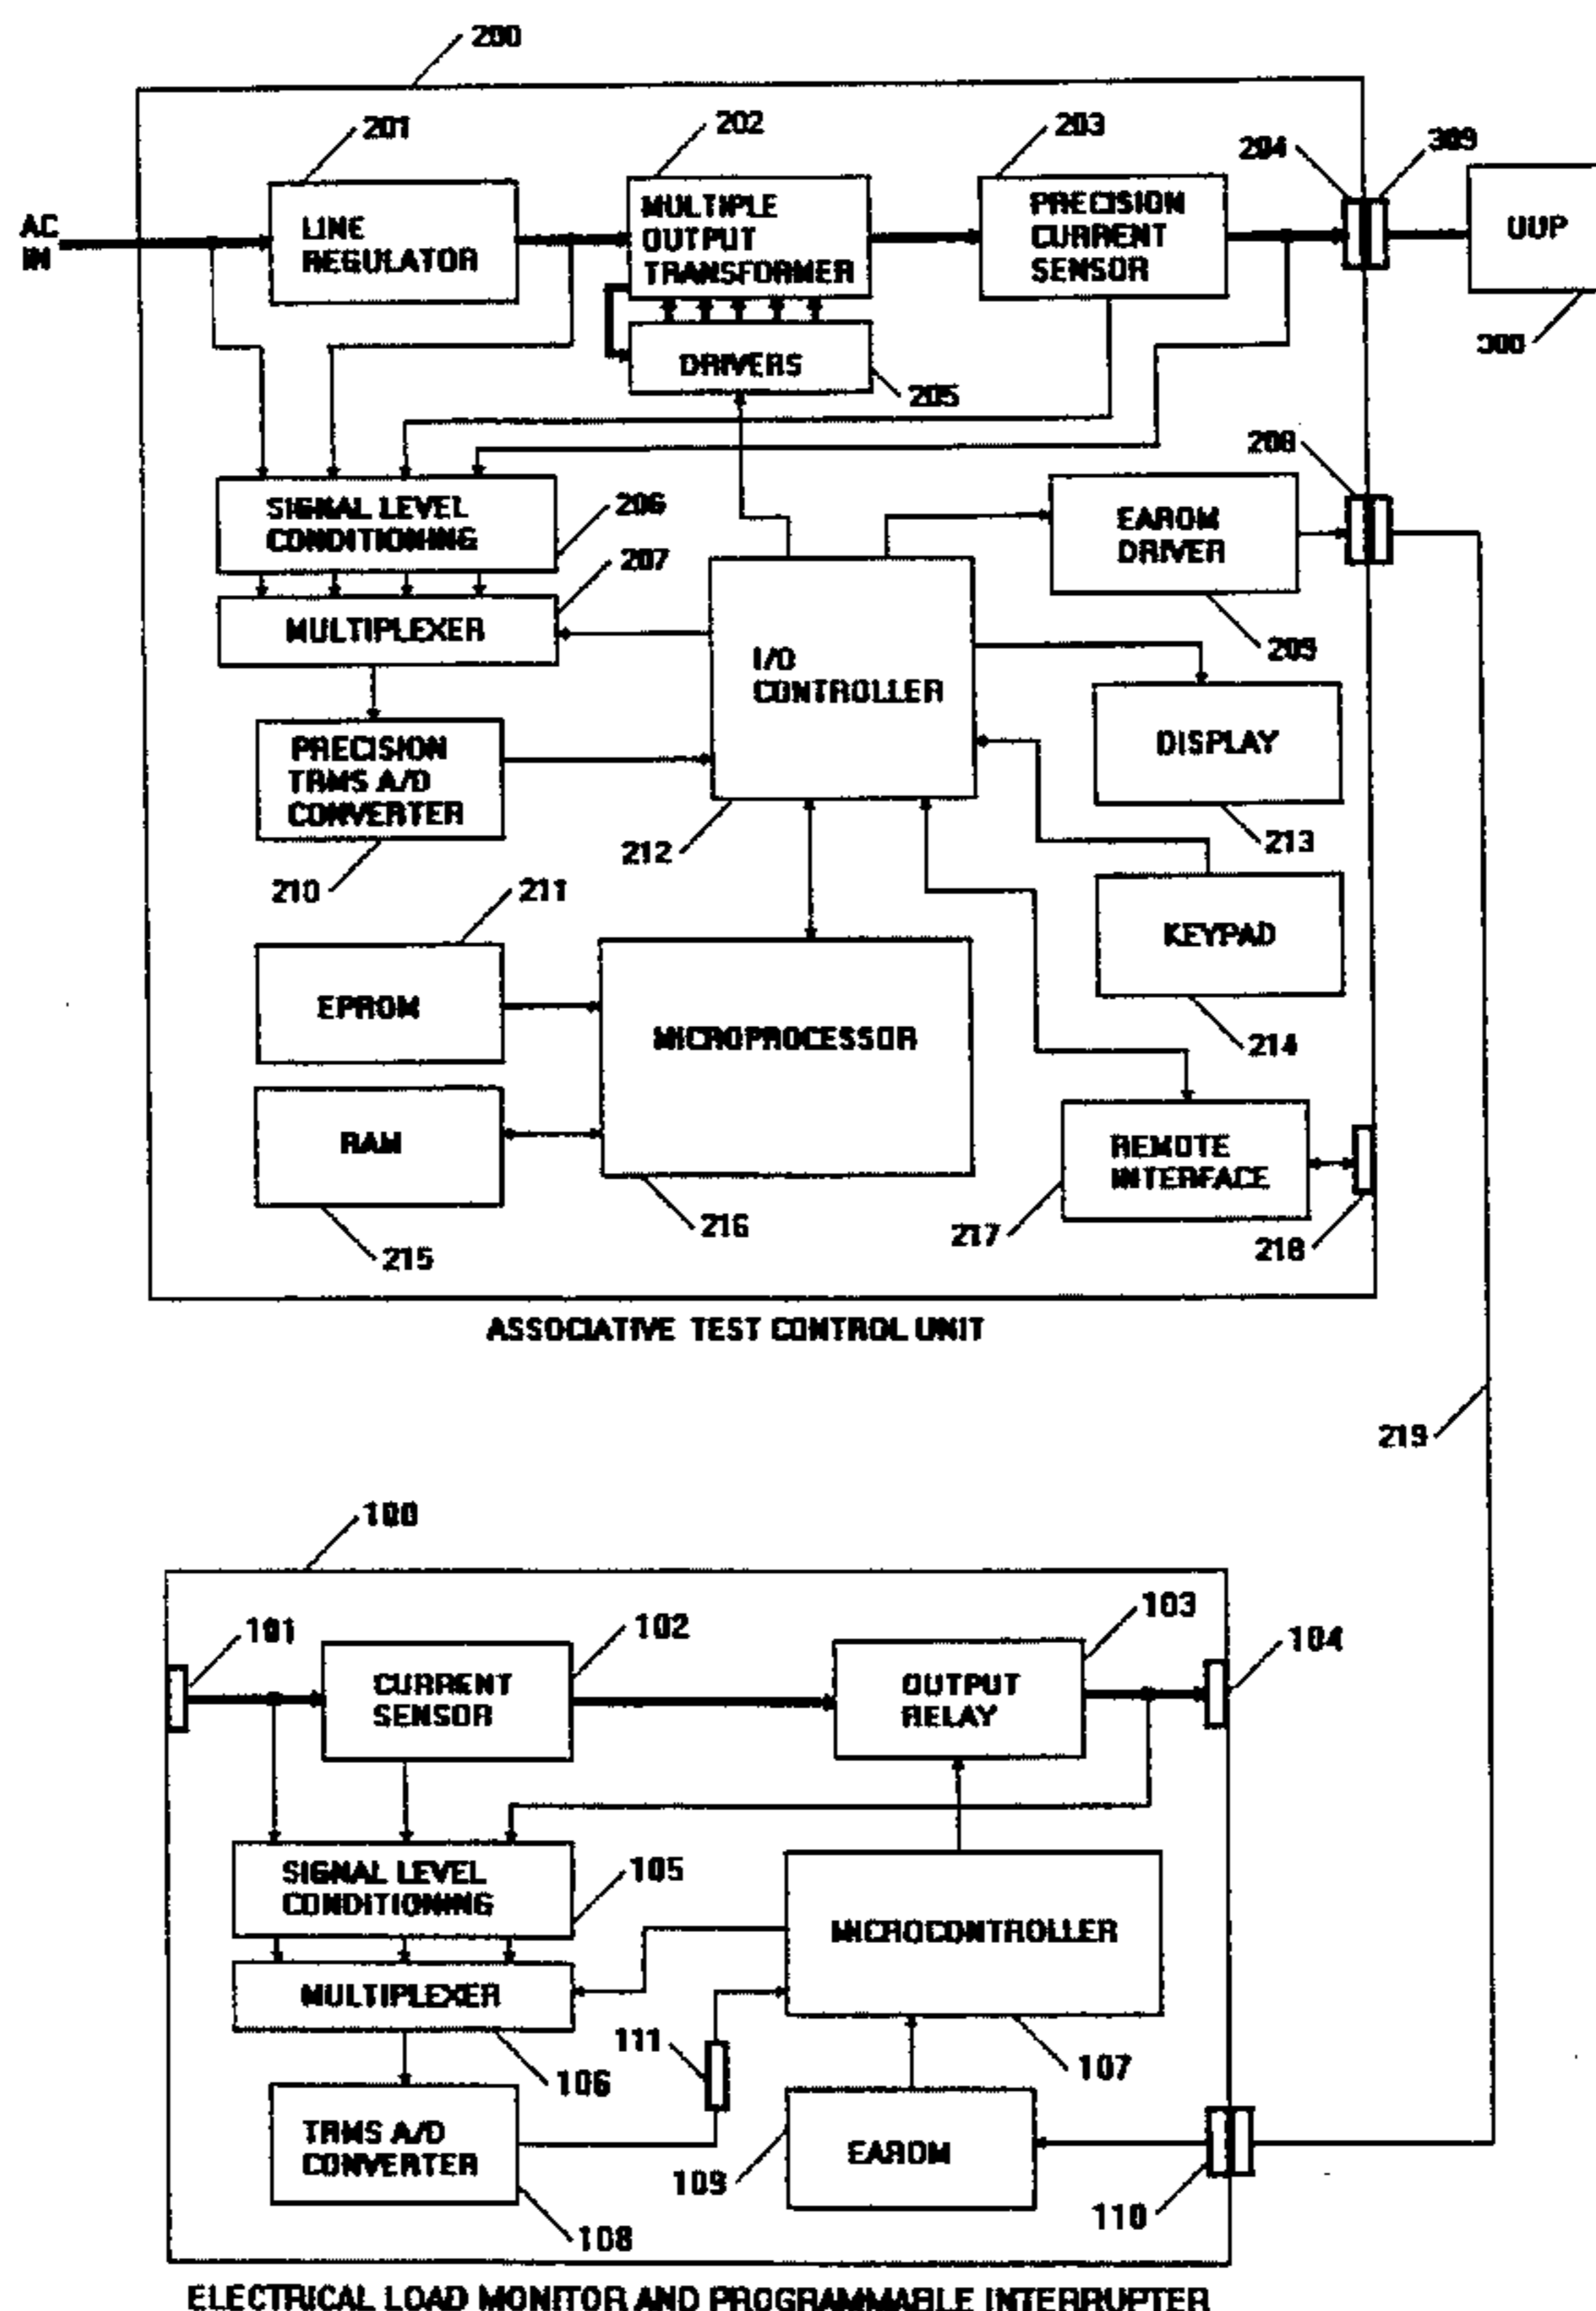 200
201
202
203
204
309
AC
IN
LINE
REGULATOR
MULTIPLE
OUTPUT
TRANSFORMER
PRECISION
CURRENT
SENSOR
UUP
300
DRIVERS
205
208
SIGNAL LEVEL
CONDITIONING
206
EAROM
DRIVER
207
MULTIPLEXER
209
I/O
CONTROLLER
DISPLAY
PRECISION
TRMS A/D
CONVERTER
212
213
210
211
KEYPAD
EPROM
MICROPROCESSOR
214
RAM
REMOTE
INTERFACE
216
217
218
215
ASSOCIATIVE TEST CONTROL UNIT
219
100
101
102
103
104
CURRENT
SENSOR
OUTPUT
RELAY
SIGNAL LEVEL
CONDITIONING
105
MICROCONTROLLER
MULTIPLEXER
111
106
107
TRMS A/D
CONVERTER
EAROM
109
110
108
ELECTRICAL LOAD MONITOR AND PROGRAMMABLE INTERRUPTER